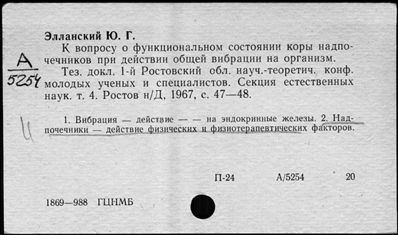 Элланский Ю. Г.
К вопросу о функциональном состоянии коры надпо-
чечников при действии общей вибрации на организм.
Тез. докл. 1-й Ростовский обл. науч.-теоретич. конф.
молодых ученых и специалистов. Секция естественных
наук. т. 4. Ростов н/Д, 1967, с. 47—48.
А
5254
1. Вибрация — действие — — на эндокринные железы. 2. Над-
почечники — действие физических и физиотерапевтических факторов.
П-24 А/5254 20
1869—988 ГЦНМБ